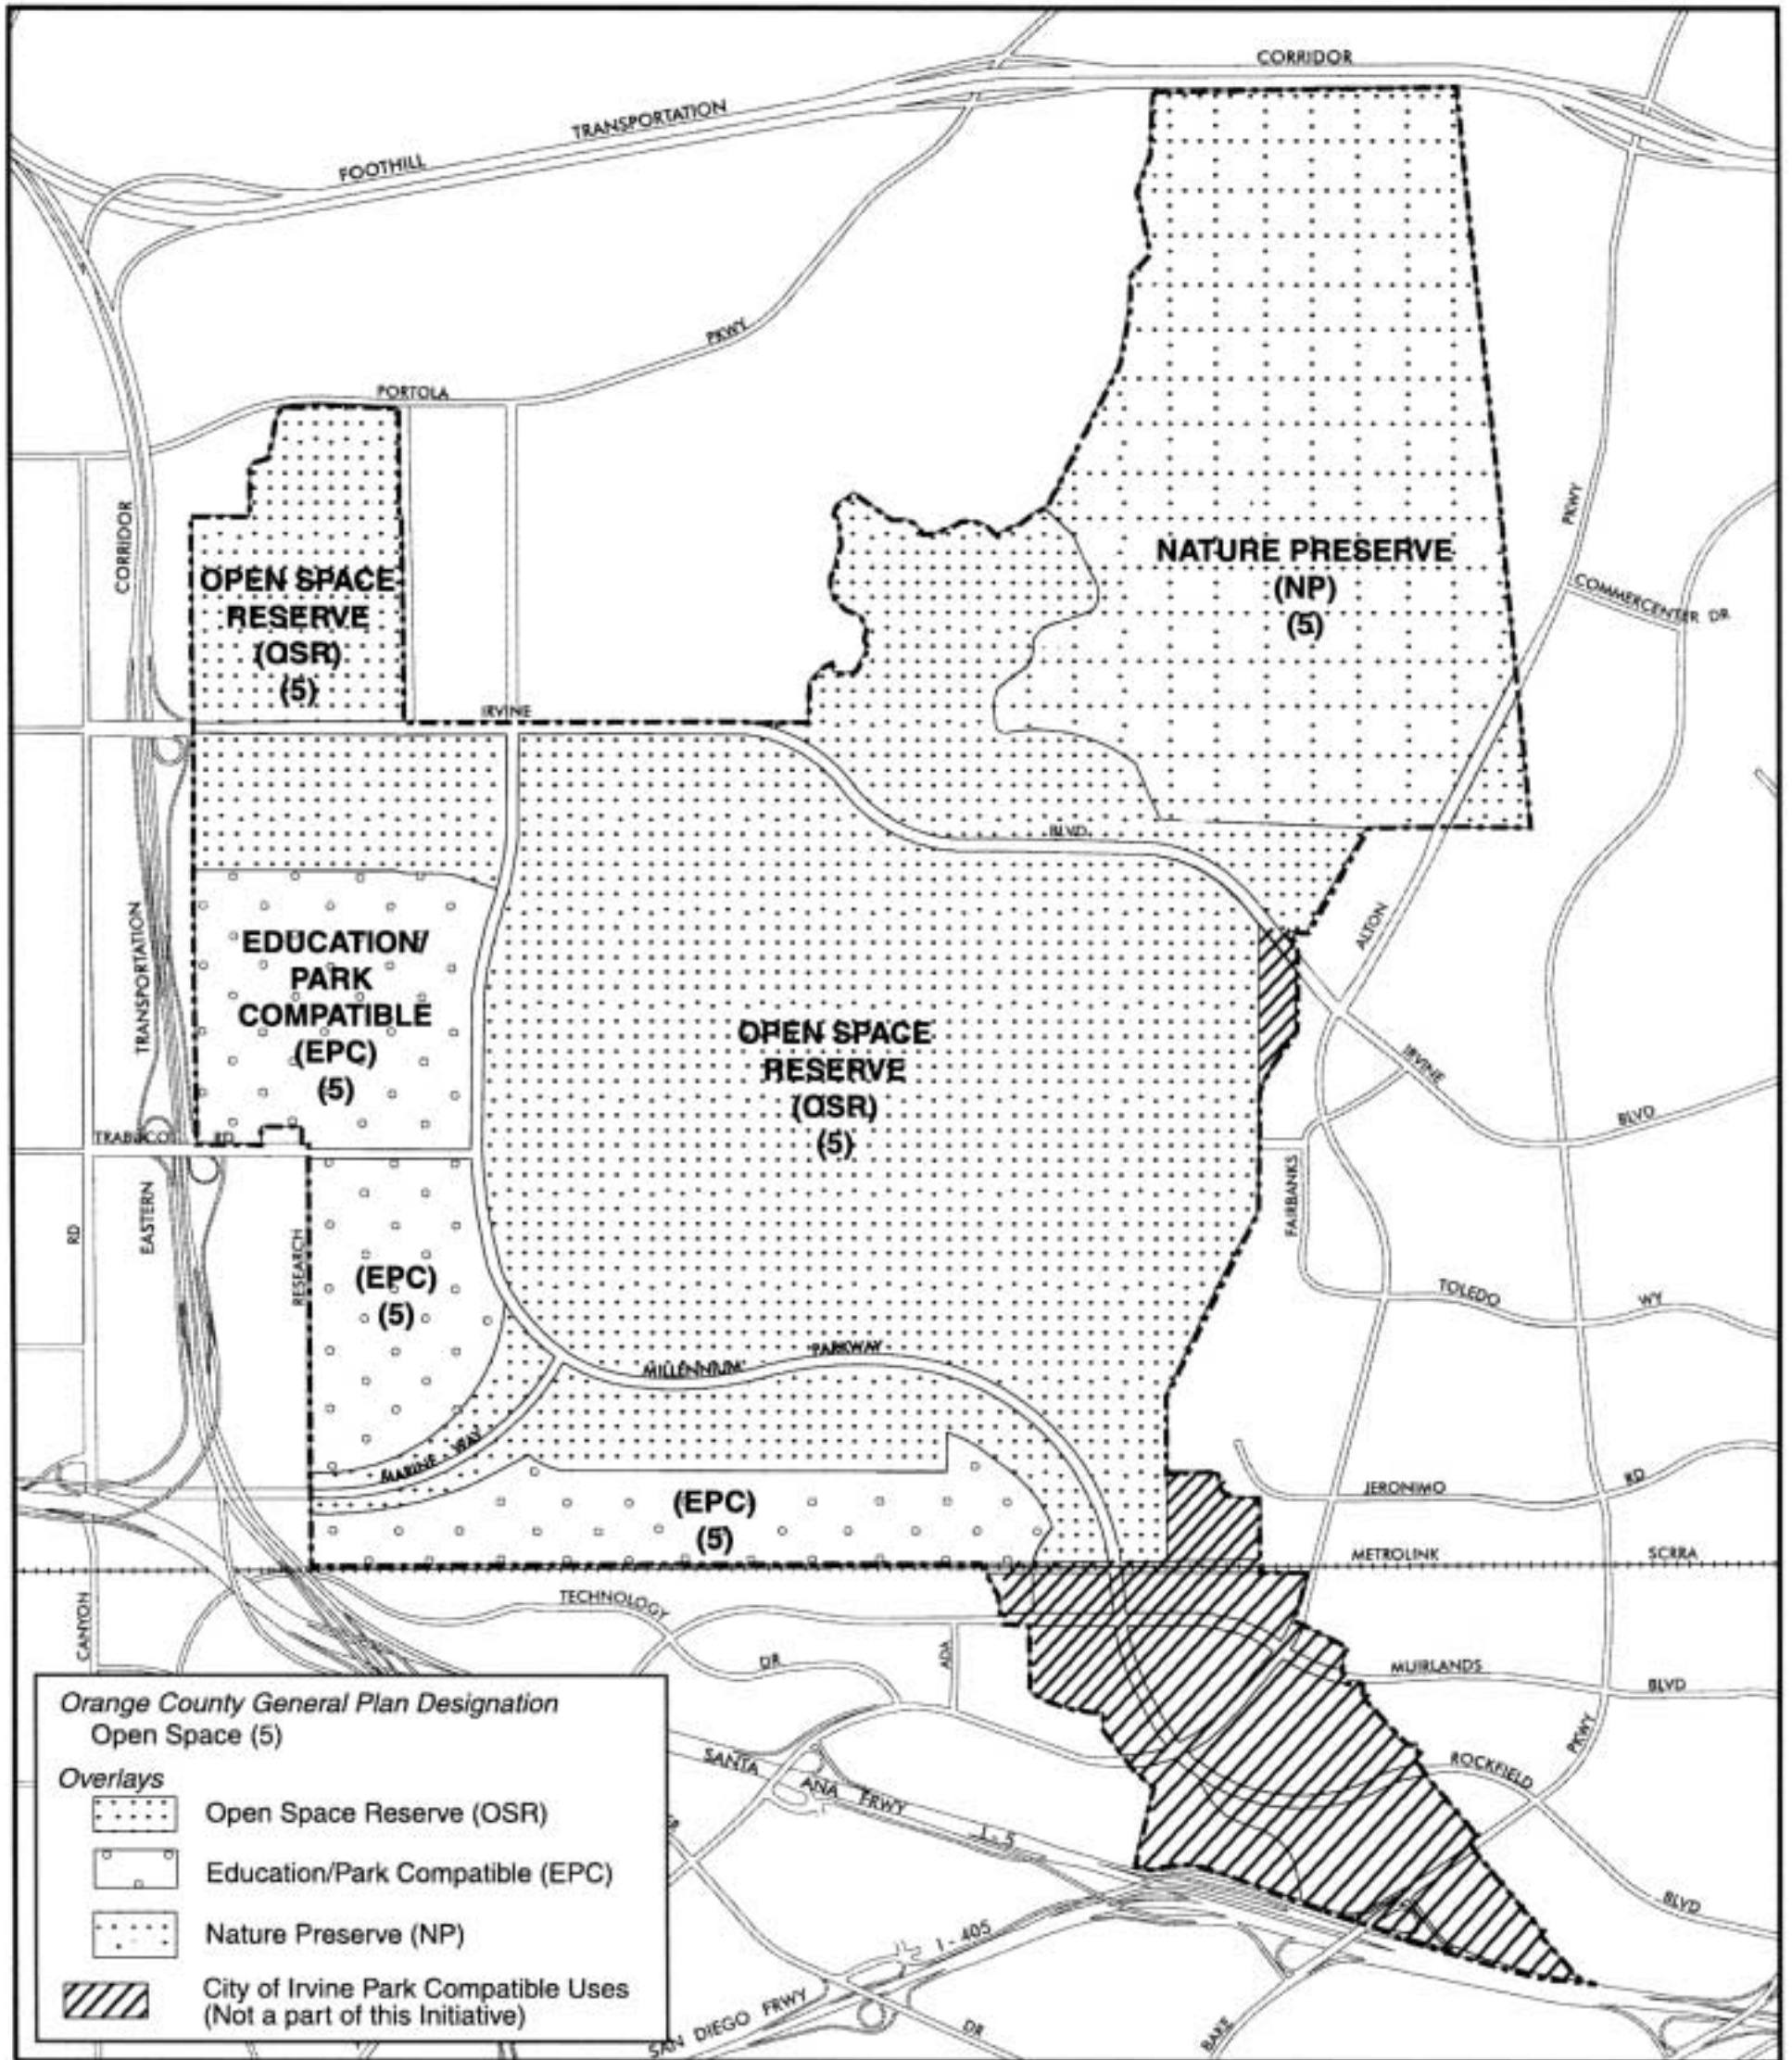 CORRIDOR
TRANSPORTATION
FOOTHILL
PKWY
PORTOLA
CORRIDOR
PKWY
OPEN SPACE
RESERVE
(OSR)
(5)
NATURE PRESERVE
(NP)
(5)
COMMERCENTER DR
IRVINE
BLVD
TRANSPORTATION
EDUCATION/
PARK
COMPATIBLE
(EPC)
(5)
ALTON
OPEN SPACE
RESERVE
(OSR)
(5)
IRVINE
BLVD
TRABUCO RD
FAIRBANKS
RD
EASTERN
RESEARCH
(EPC)
(5)
TOLEDO
WY
MILLENNIUM
PARKWAY
MARINE WAY
JERONIMO
RD
(EPC)
(5)
METROLINK
SCRRA
CANYON
TECHNOLOGY
DR
ADA
MUIRLANDS
BLVD
PKWY
ROCKFIELD
BLVD
SANTA
ANA FRWY
I-5
I-405
SAN DIEGO FRWY
DR
BAKE
Orange County General Plan Designation
Open Space (5)
Overlays
Open Space Reserve (OSR)
Education/Park Compatible (EPC)
Nature Preserve (NP)
City of Irvine Park Compatible Uses
(Not a part of this Initiative)